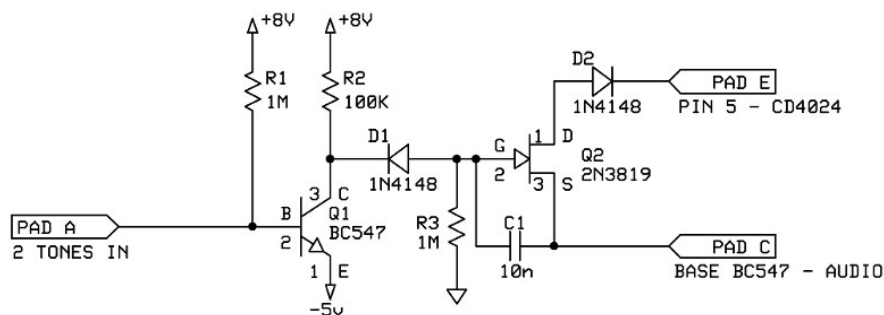 +8V
+8V
R1
1M
R2
100K
D2
1N4148
PAD E
PIN 5 - CD4024
D1
1N4148
G
2
1
D
3
S
Q2
2N3819
PAD A
2 TONES IN
B
2
3
C
Q1
BC547
1
E
-5v
R3
1M
C1
10n
PAD C
BASE BC547 - AUDIO